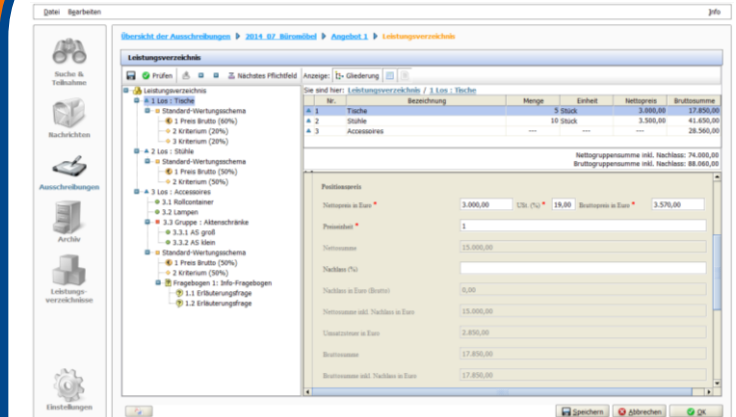 Datei Bearbeiten Info
Übersicht der Ausschreibungen 2014_07_Büromöbel Angebot 1 Leistungsverzeichnis
Leistungsverzeichnis
Prüfen Nächstes Pflichtfeld Anzeige: Gliederung
Suche &
Teilnahme
Nachrichten
Ausschreibungen
Archiv
Leistungs-
verzeichnisse
Einstellungen
Leistungsverzeichnis
1 Los : Tische
Standard-Wertungsschema
1 Preis Brutto (60%)
2 Kriterium (20%)
3 Kriterium (20%)
2 Los : Stühle
Standard-Wertungsschema
1 Preis Brutto (50%)
2 Kriterium (50%)
3 Los : Accessoires
3.1 Rollcontainer
3.2 Lampen
3.3 Gruppe : Aktenschränke
3.3.1 AS groß
3.3.2 AS klein
Standard-Wertungsschema
1 Preis Brutto (50%)
2 Kriterium (50%)
Fragebogen 1: Info-Fragebogen
1.1 Erläuterungsfrage
1.2 Erläuterungsfrage
Sie sind hier: Leistungsverzeichnis / 1 Los : Tische
Nr. Bezeichnung Menge Einheit Nettopreis Bruttosumme
1 Tische 5 Stück 3.000,00 17.850,00
2 Stühle 10 Stück 3.500,00 41.650,00
3 Accessoires --- --- --- 28.560,00
Nettogruppensumme inkl. Nachlass: 74.000,00
Bruttogruppensumme inkl. Nachlass: 88.060,00
Positionspreis
Nettopreis in Euro * 3.000,00 USt. (%) * 19,00 Bruttopreis in Euro * 3.570,00
Preiseinheit * 1
Nettosumme 15.000,00
Nachlass (%)
Nachlass in Euro (Brutto) 0,00
Nettosumme inkl. Nachlass in Euro 15.000,00
Umsatzsteuer in Euro 2.850,00
Bruttosumme 17.850,00
Bruttosumme inkl. Nachlass in Euro 17.850,00
Speichern Abbrechen OK